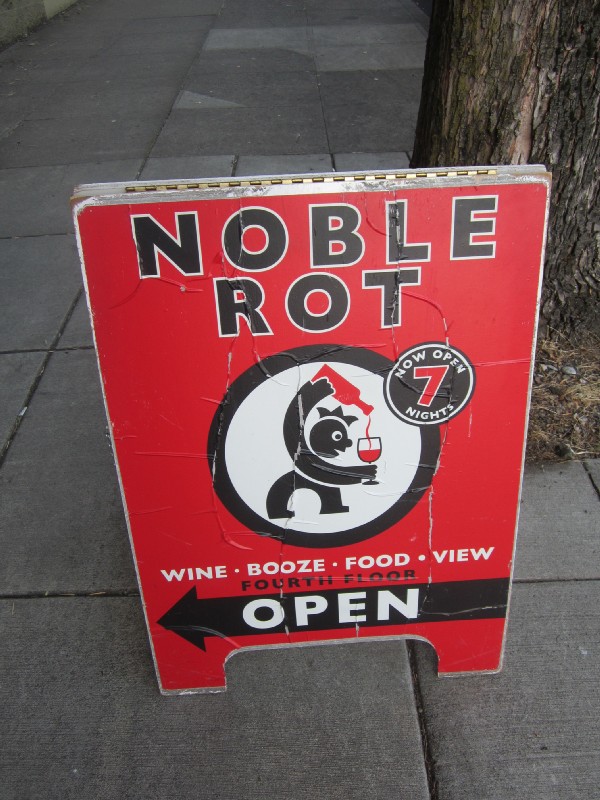 NOBLE
ROT
NOW OPEN
7
NIGHTS
WINE · BOOZE · FOOD · VIEW
FOURTH FLOOR
OPEN